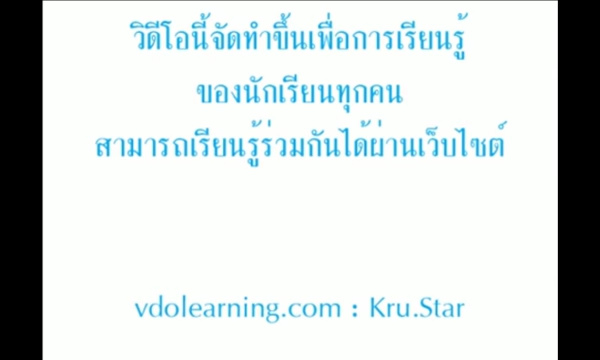 วิดีโอนี้จัดทำขึ้นเพื่อการเรียนรู้
ของนักเรียนทุกคน
สามารถเรียนรู้ร่วมกันได้ผ่านเว็บไซต์
vdolearning.com : Kru.Star